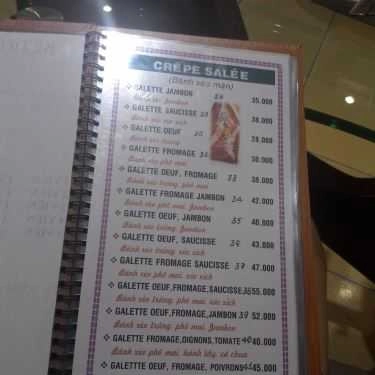 CRÊPE SALÉE
(Bánh xèo mặn)
❖ GALETTE JAMBON 35.000
Bánh xèo Jambon
❖ GALETTE SAUCISSE 38.000
Bánh xèo xúc xích
❖ GALETTE OEUF 28.000
Bánh xèo trứng
❖ GALETTE FROMAGE 30.000
Bánh xèo phô mai
❖ GALETTE OEUF, FROMAGE 33 38.000
Bánh xèo trứng, phô mai
❖ GALETTE FROMAGE JAMBON 34 42.000
Bánh xèo phô mai, Jambon
❖ GALETTE OEUF, JAMBON 35 40.000
Bánh xèo trứng, Jambon
❖ GALETTE OEUF, SAUCISSE 43.000
Bánh xèo trứng, xúc xích
❖ GALETTE FROMAGE SAUCISSE 37 47.000
Bánh xèo phô mai, xúc xích
❖ GALETTE OEUF,FROMAGE,SAUCISSE 38 55.000
Bánh xèo trứng, phô mai, xúc xích
❖ GALETTE OEUF,FROMAGE,JAMBON 39 52.000
Bánh xèo trứng, phô mai, Jambon
❖ GALETTE FROMAGE,OIGNONS,TOMATE 40 40.000
Bánh xèo phô mai, hành tây, cà chua
❖ GALETTE OEUF, FROMAGE, POIVRONS 45.000